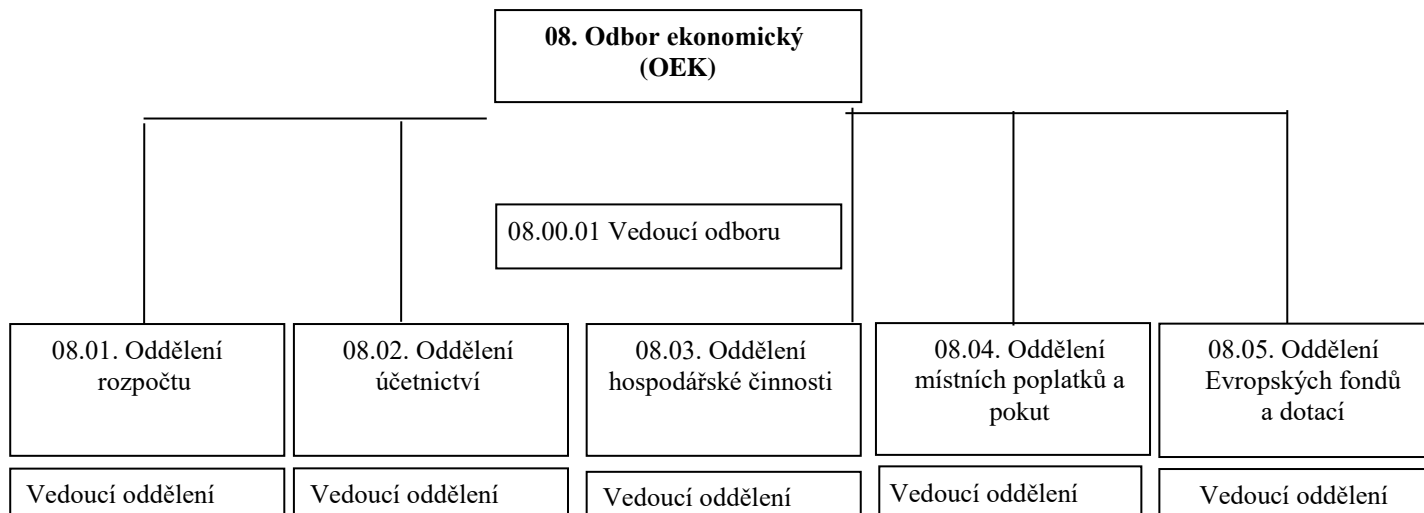 08. Odbor ekonomický
(OEK)
08.00.01 Vedoucí odboru
08.01. Oddělení
rozpočtu
08.02. Oddělení
účetnictví
08.03. Oddělení
hospodářské činnosti
08.04. Oddělení
místních poplatků a
pokut
08.05. Oddělení
Evropských fondů
a dotací
Vedoucí oddělení
Vedoucí oddělení
Vedoucí oddělení
Vedoucí oddělení
Vedoucí oddělení